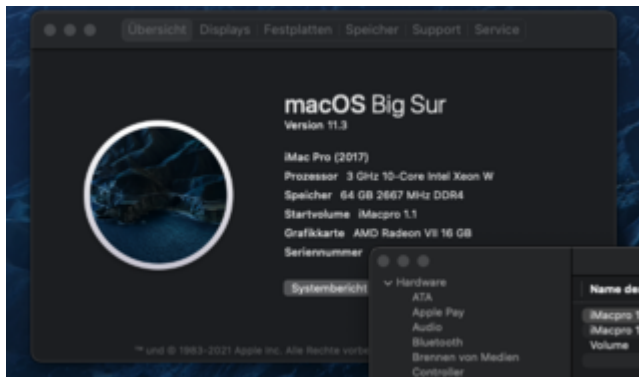 Übersicht Displays Festplatten Speicher Support Service
macOS Big Sur
Version 11.3
iMac Pro (2017)
Prozessor 3 GHz 10-Core Intel Xeon W
Speicher 64 GB 2667 MHz DDR4
Startvolume iMacpro 1.1
Grafikkarte AMD Radeon VII 16 GB
Seriennummer
Systembericht
™ und © 1983-2021 Apple Inc. Alle Rechte vorbe
Hardware
ATA
Apple Pay
Audio
Bluetooth
Brennen von Medien
Controller
Name de
iMacpro 1
iMacpro 1
Volume